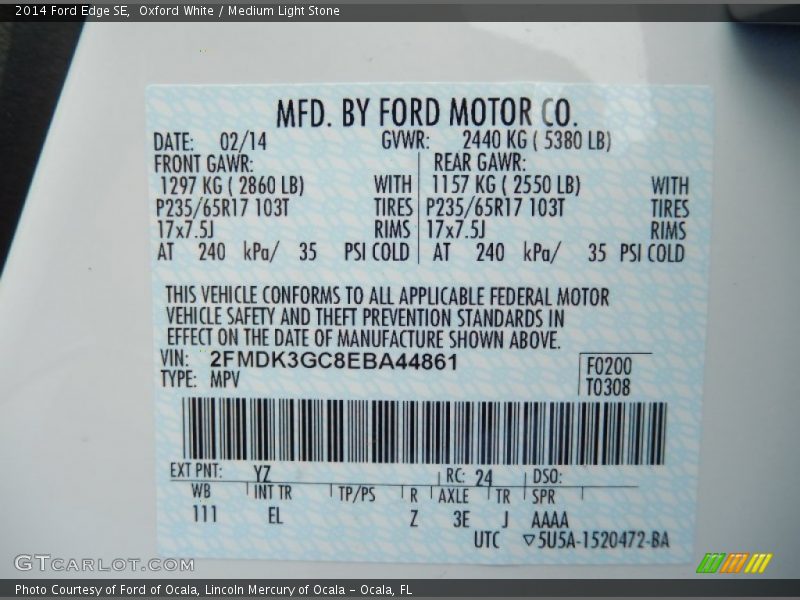 2014 Ford Edge SE,  Oxford White / Medium Light Stone
MFD. BY FORD MOTOR CO.
DATE: 02/14 GVWR: 2440 KG ( 5380 LB)
FRONT GAWR: REAR GAWR:
1297 KG ( 2860 LB) WITH 1157 KG ( 2550 LB) WITH
P235/65R17 103T TIRES P235/65R17 103T TIRES
17x7.5J RIMS 17x7.5J RIMS
AT 240 kPa/ 35 PSI COLD AT 240 kPa/ 35 PSI COLD
THIS VEHICLE CONFORMS TO ALL APPLICABLE FEDERAL MOTOR
VEHICLE SAFETY AND THEFT PREVENTION STANDARDS IN
EFFECT ON THE DATE OF MANUFACTURE SHOWN ABOVE.
VIN: 2FMDK3GC8EBA44861
TYPE: MPV
F0200
T0308
EXT PNT: YZ RC: 24 DSO:
WB INT TR TP/PS R AXLE TR SPR
111 EL Z 3E J AAAA
UTC ▽5U5A-1520472-BA
GTCARLOT.COM
Photo Courtesy of Ford of Ocala, Lincoln Mercury of Ocala - Ocala, FL